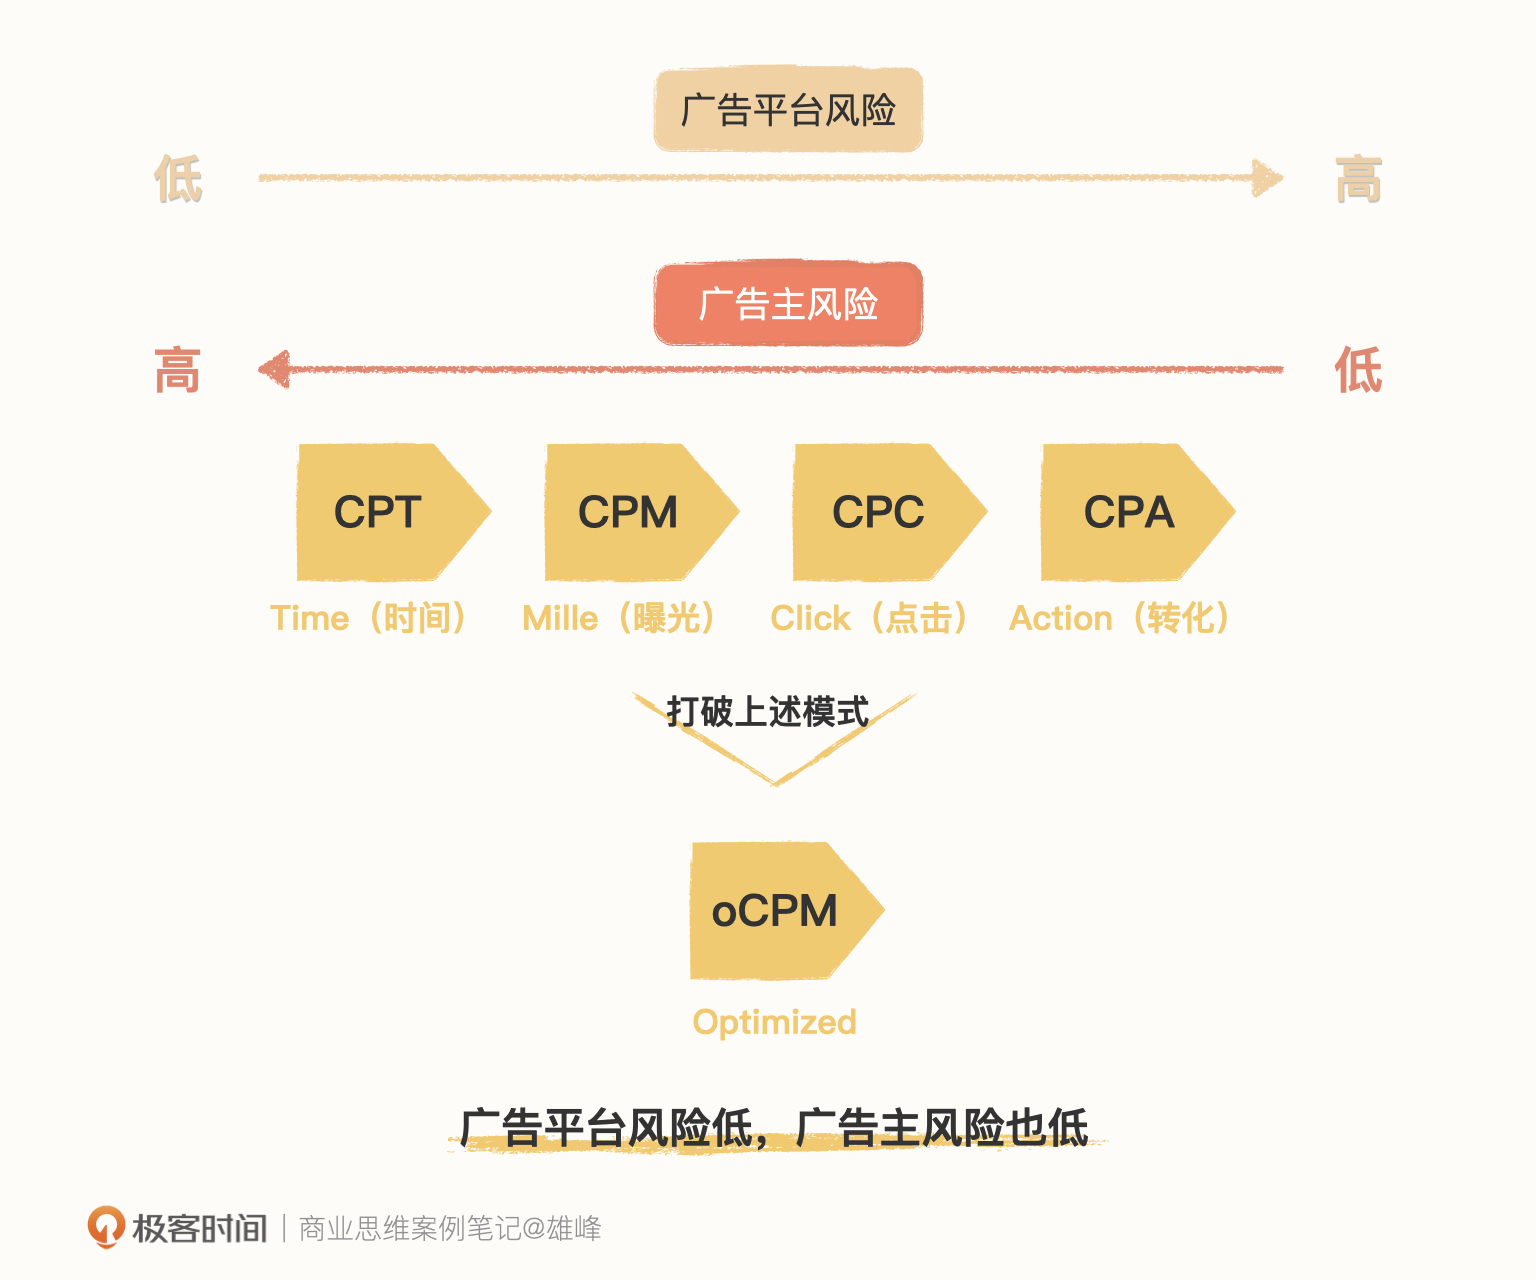 广告平台风险
低 高
广告主风险
高 低
CPT CPM CPC CPA
Time（时间） Mille（曝光） Click（点击） Action（转化）
打破上述模式
oCPM
Optimized
广告平台风险低，广告主风险也低
极客时间 | 商业思维案例笔记@雄峰